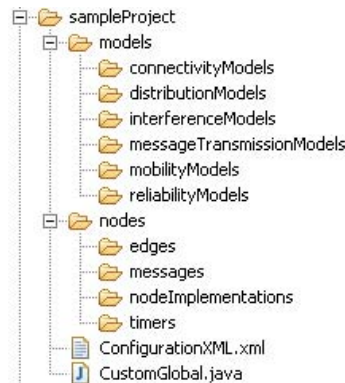 sampleProject
models
connectivityModels
distributionModels
interferenceModels
messageTransmissionModels
mobilityModels
reliabilityModels
nodes
edges
messages
nodeImplementations
timers
ConfigurationXML.xml
CustomGlobal.java